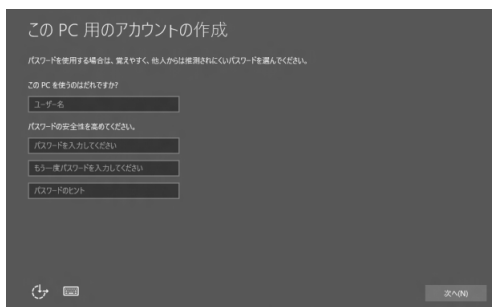 この PC 用のアカウントの作成
パスワードを使用する場合は、覚えやすく、他人からは推測されにくいパスワードを選んでください。
この PC を使うのはだれですか?
ユーザー名
パスワードの安全性を高めてください。
パスワードを入力してください
もう一度パスワードを入力してください
パスワードのヒント
次へ(N)